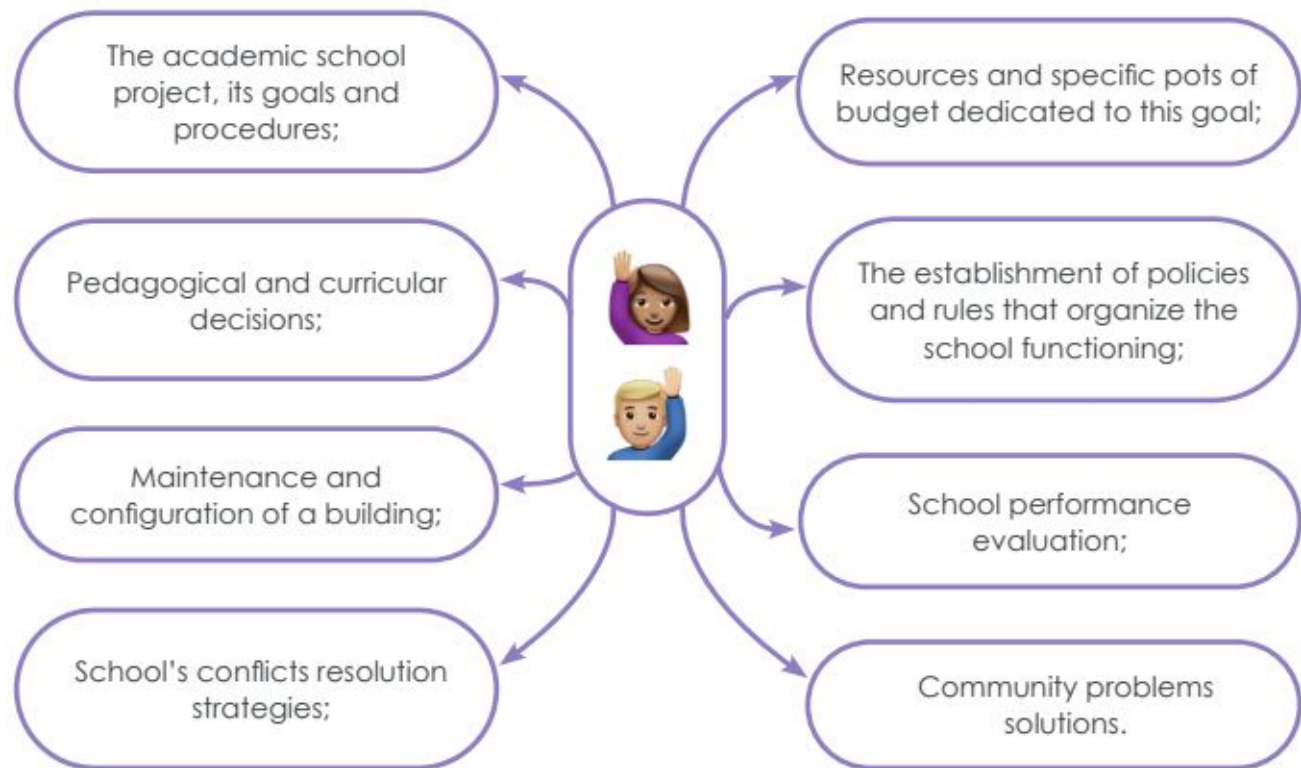 The academic school
project, its goals and
procedures;
Pedagogical and curricular
decisions;
Maintenance and
configuration of a building;
School’s conflicts resolution
strategies;
Resources and specific pots of
budget dedicated to this goal;
The establishment of policies
and rules that organize the
school functioning;
School performance
evaluation;
Community problems
solutions.